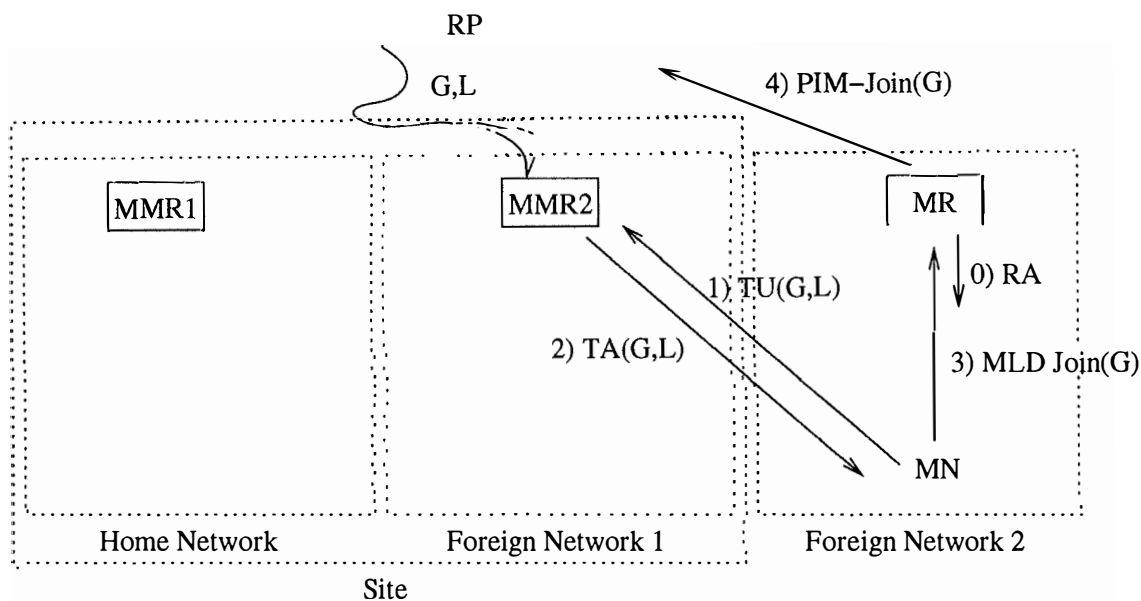 RP
G,L
4) PIM–Join(G)
MMR1
MMR2
MR
0) RA
1) TU(G,L)
2) TA(G,L)
3) MLD Join(G)
MN
Home Network
Foreign Network 1
Foreign Network 2
Site